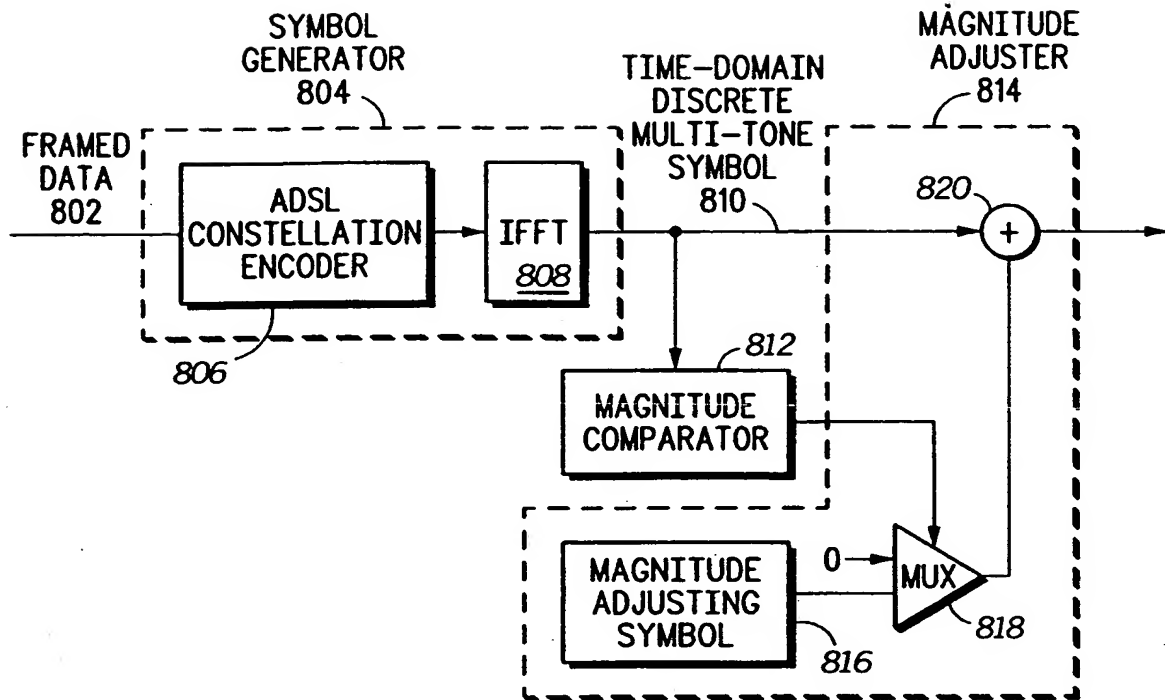 SYMBOL
GENERATOR
804
MAGNITUDE
ADJUSTER
814
TIME-DOMAIN
DISCRETE
MULTI-TONE
SYMBOL
810
FRAMED
DATA
802
ADSL
CONSTELLATION
ENCODER
806
IFFT
808
820
+
812
MAGNITUDE
COMPARATOR
0
MUX
818
MAGNITUDE
ADJUSTING
SYMBOL
816